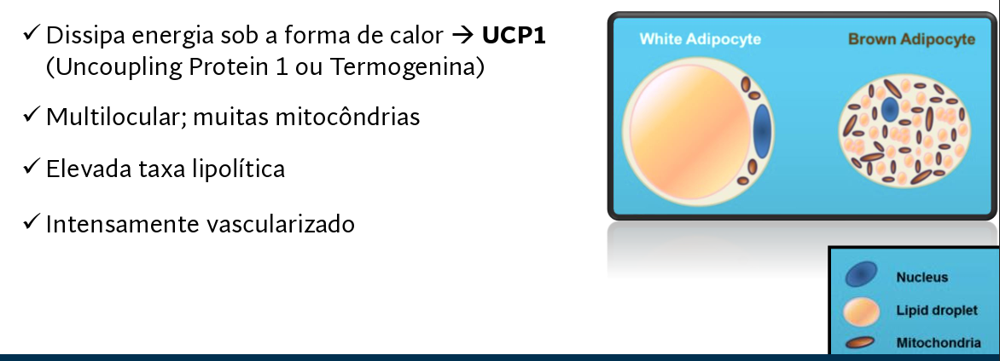 ✓ Dissipa energia sob a forma de calor → UCP1
(Uncoupling Protein 1 ou Termogenina)
✓ Multilocular; muitas mitocôndrias
✓ Elevada taxa lipolítica
✓ Intensamente vascularizado
White Adipocyte
Brown Adipocyte
Nucleus
Lipid droplet
Mitochondria